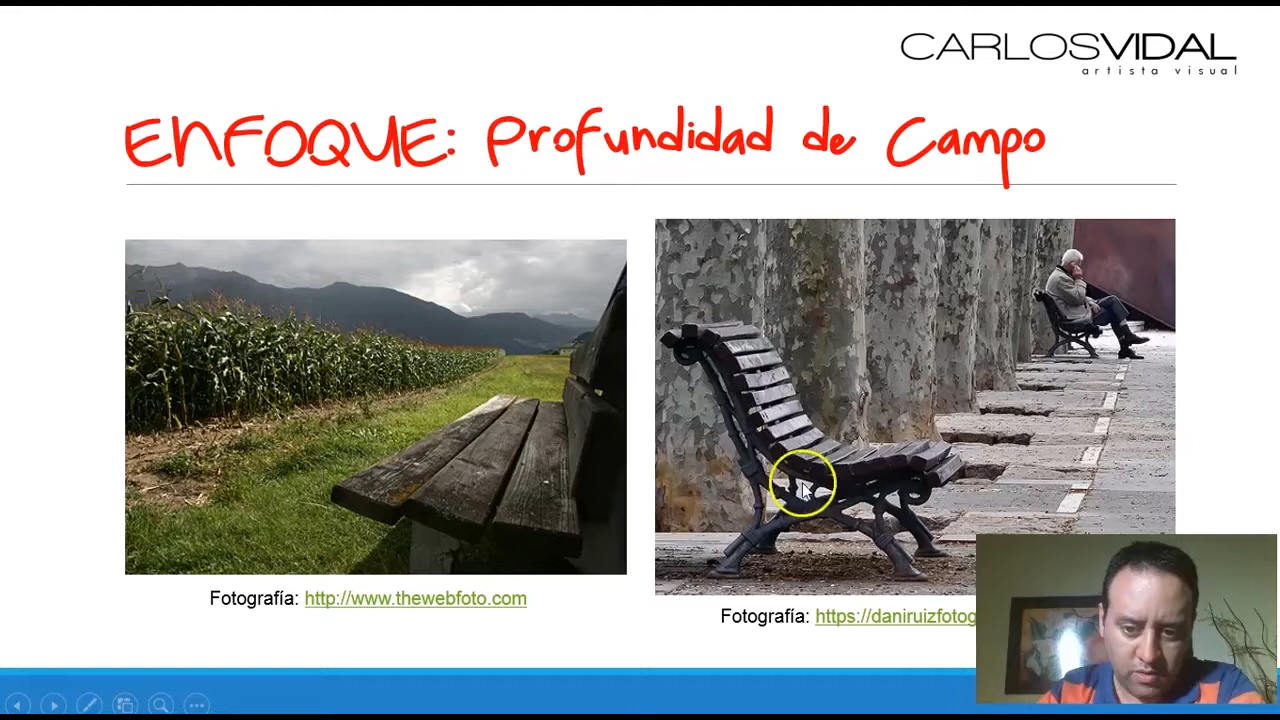 CARLOSVIDAL
artista visual
ENFOQUE: Profundidad de Campo
Fotografía: http://www.thewebfoto.com
Fotografía: https://daniruizfotog